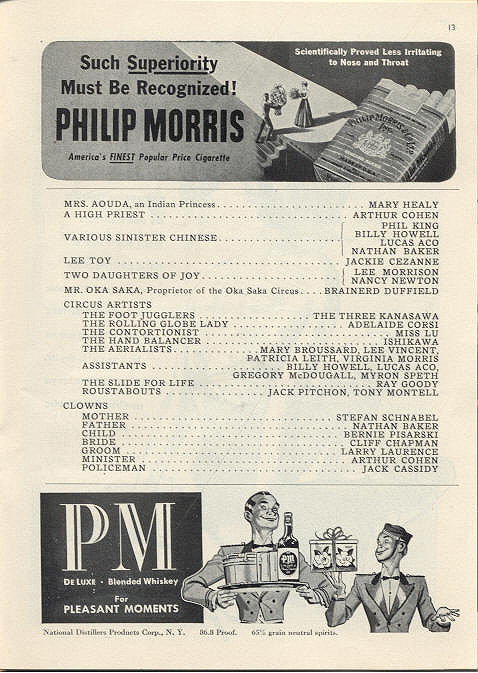 13
Such Superiority
Must Be Recognized!
PHILIP MORRIS
America's FINEST Popular Price Cigarette
Scientifically Proved Less Irritating
to Nose and Throat
PHILIP MORRIS & CO
MRS. AOUDA, an Indian Princess . . . . . MARY HEALY
A HIGH PRIEST . . . . . ARTHUR COHEN
VARIOUS SINISTER CHINESE . . . . . PHIL KING
BILLY HOWELL
LUCAS ACO
NATHAN BAKER
LEE TOY . . . . . JACKIE CEZANNE
TWO DAUGHTERS OF JOY . . . . . LEE MORRISON
NANCY NEWTON
MR. OKA SAKA, Proprietor of the Oka Saka Circus . . . . BRAINERD DUFFIELD
CIRCUS ARTISTS
THE FOOT JUGGLERS . . . . . THE THREE KANASAWA
THE ROLLING GLOBE LADY . . . . . ADELAIDE CORSI
THE CONTORTIONIST . . . . . MISS LU
THE HAND BALANCER . . . . . ISHIKAWA
THE AERIALISTS . . . . . MARY BROUSSARD, LEE VINCENT,
PATRICIA LEITH, VIRGINIA MORRIS
ASSISTANTS . . . . . BILLY HOWELL, LUCAS ACO,
GREGORY McDOUGALL, MYRON SPETH
THE SLIDE FOR LIFE . . . . . RAY GOODY
ROUSTABOUTS . . . . . JACK PITCHON, TONY MONTELL
CLOWNS
MOTHER . . . . . STEFAN SCHNABEL
FATHER . . . . . NATHAN BAKER
CHILD . . . . . BERNIE PISARSKI
BRIDE . . . . . CLIFF CHAPMAN
GROOM . . . . . LARRY LAURENCE
MINISTER . . . . . ARTHUR COHEN
POLICEMAN . . . . . JACK CASSIDY
PM
DE LUXE • Blended Whiskey
For
PLEASANT MOMENTS
PM
National Distillers Products Corp., N. Y. 86.8 Proof. 65% grain neutral spirits.